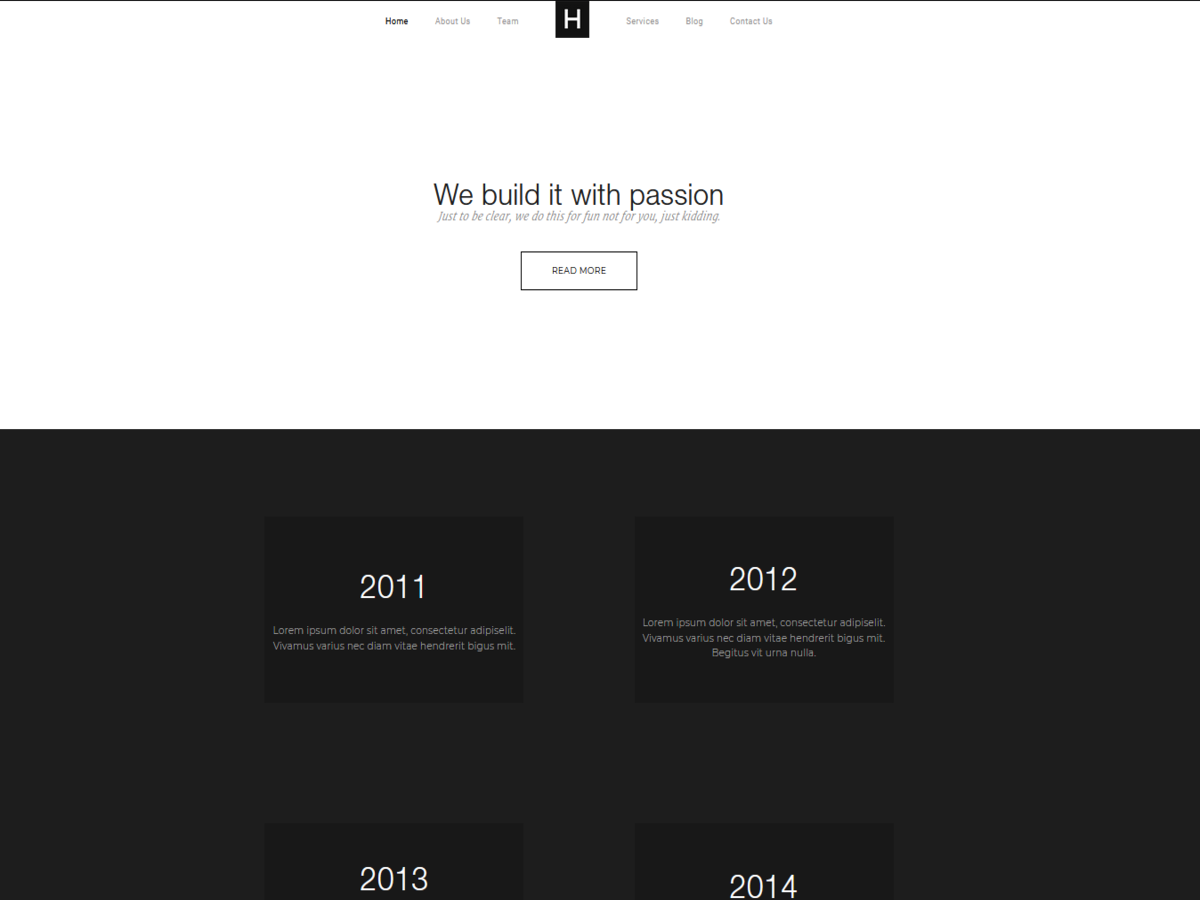 Home About Us Team H Services Blog Contact Us
We build it with passion
Just to be clear, we do this for fun not for you, just kidding.
READ MORE
2011
Lorem ipsum dolor sit amet, consectetur adipiselit.
Vivamus varius nec diam vitae hendrerit bigus mit.
2012
Lorem ipsum dolor sit amet, consectetur adipiselit.
Vivamus varius nec diam vitae hendrerit bigus mit.
Begitus vit urna nulla.
2013
2014